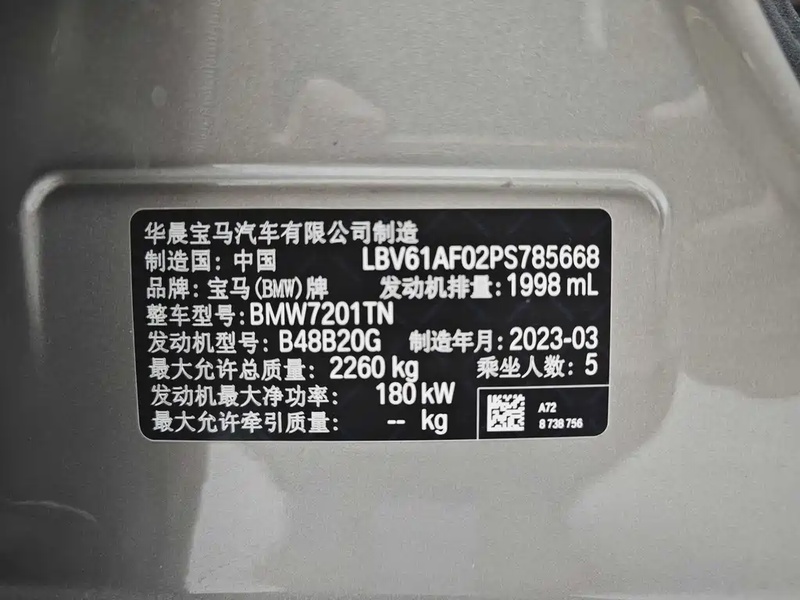 华晨宝马汽车有限公司制造
制造国: 中国 LBV61AF02PS785668
品牌: 宝马(BMW)牌 发动机排量: 1998 mL
整车型号: BMW7201TN
发动机型号: B48B20G 制造年月: 2023-03
最大允许总质量: 2260 kg 乘坐人数: 5
发动机最大净功率: 180 kW
最大允许牵引质量: -- kg
A72
8 738 756